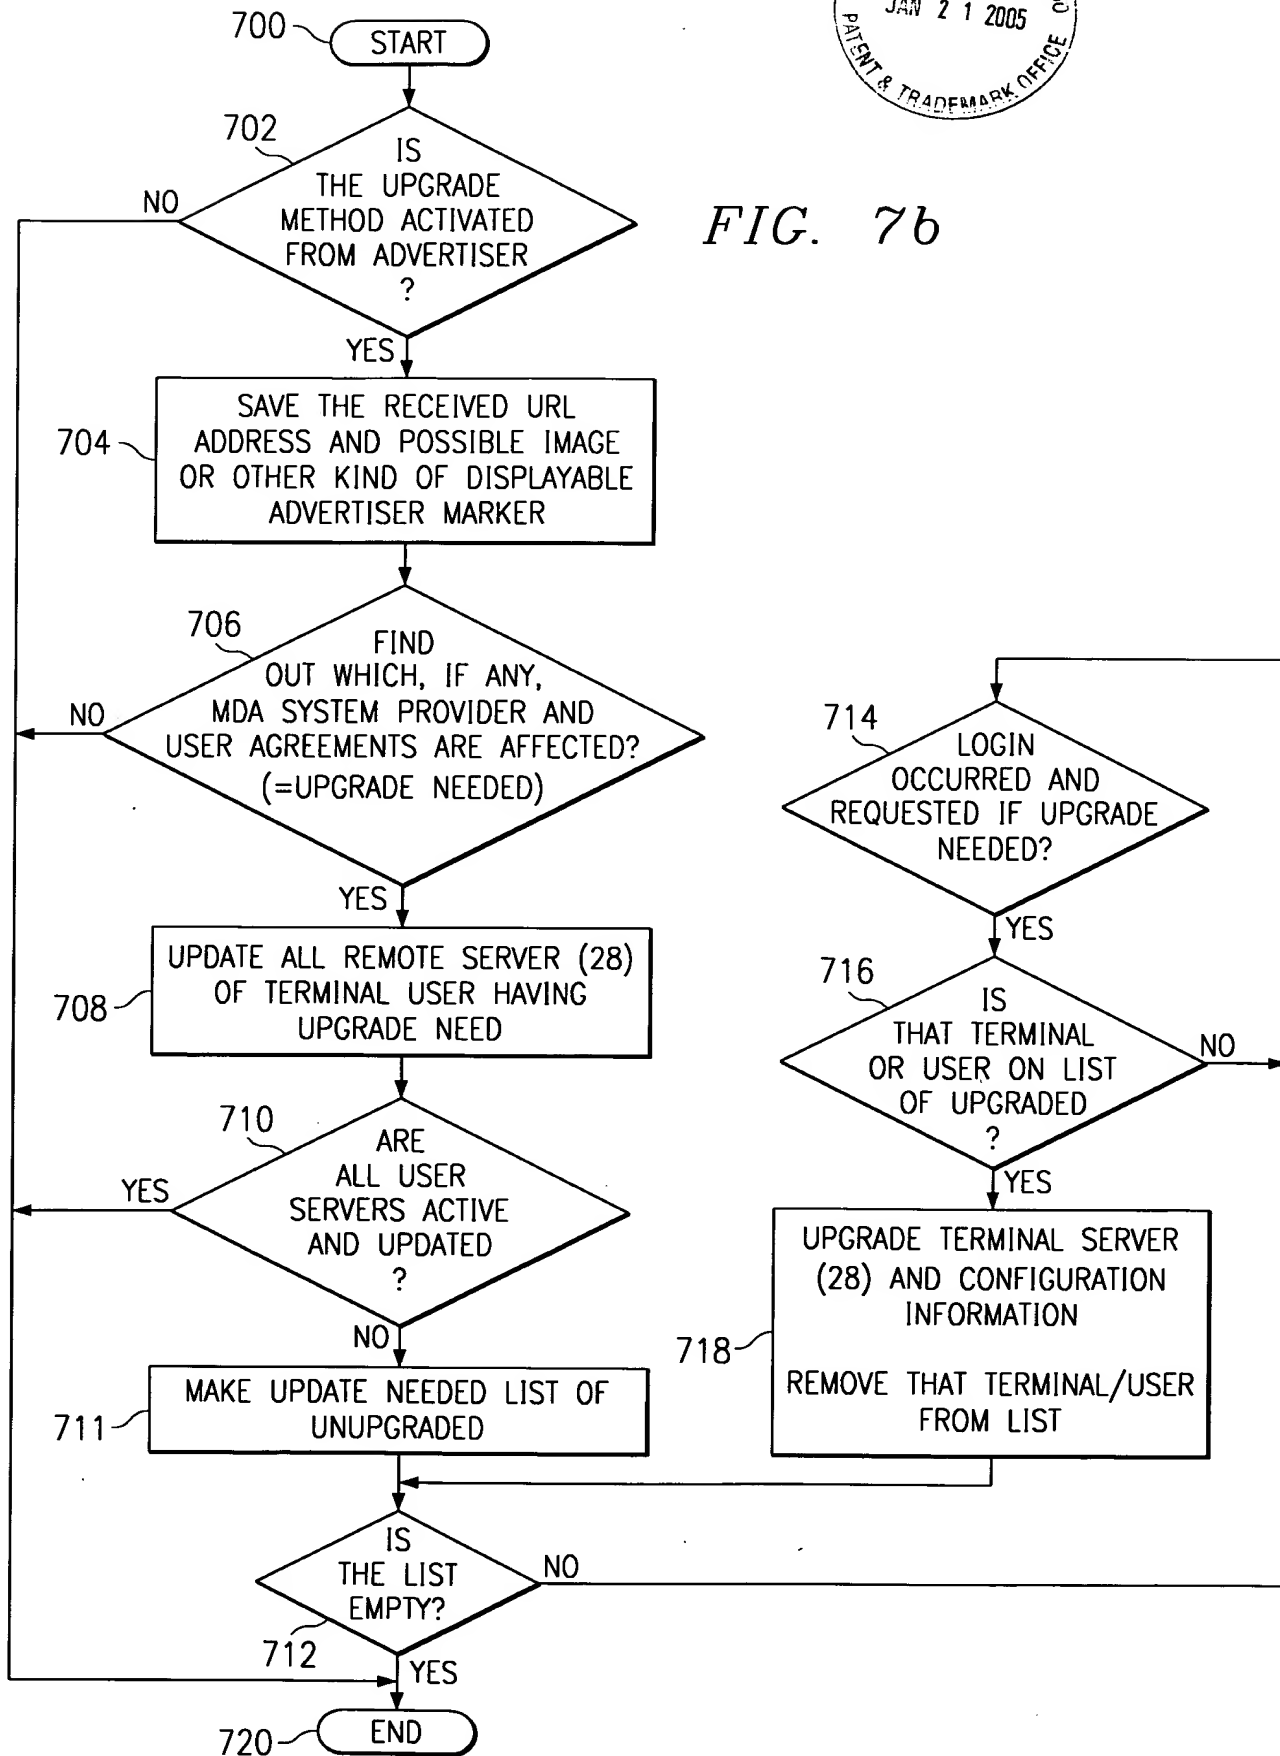 700
START
JAN 2 1 2005
PATENT & TRADEMARK OFFICE
702
IS
THE UPGRADE
METHOD ACTIVATED
FROM ADVERTISER
?
NO
FIG. 7b
YES
704
SAVE THE RECEIVED URL
ADDRESS AND POSSIBLE IMAGE
OR OTHER KIND OF DISPLAYABLE
ADVERTISER MARKER
706
FIND
OUT WHICH, IF ANY,
MDA SYSTEM PROVIDER AND
USER AGREEMENTS ARE AFFECTED?
(=UPGRADE NEEDED)
NO
YES
708
UPDATE ALL REMOTE SERVER (28)
OF TERMINAL USER HAVING
UPGRADE NEED
710
ARE
ALL USER
SERVERS ACTIVE
AND UPDATED
?
YES
NO
711
MAKE UPDATE NEEDED LIST OF
UNUPGRADED
IS
THE LIST
EMPTY?
712
NO
YES
720
END
714
LOGIN
OCCURRED AND
REQUESTED IF UPGRADE
NEEDED?
YES
716
IS
THAT TERMINAL
OR USER ON LIST
OF UPGRADED
?
NO
YES
718
UPGRADE TERMINAL SERVER
(28) AND CONFIGURATION
INFORMATION
REMOVE THAT TERMINAL/USER
FROM LIST